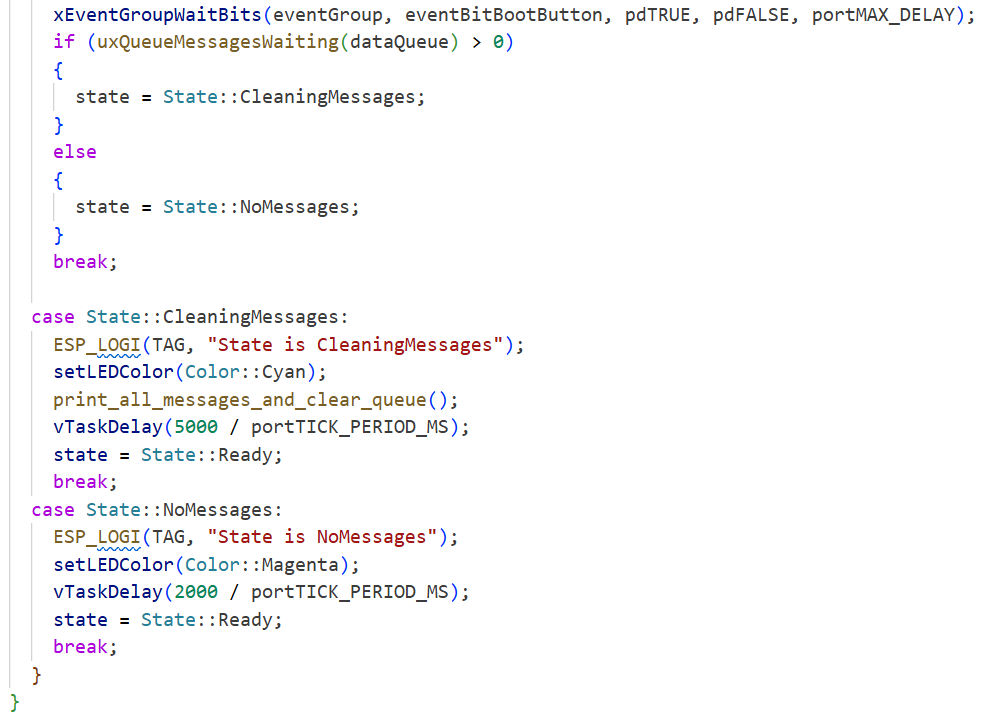 xEventGroupWaitBits(eventGroup, eventBitBootButton, pdTRUE, pdFALSE, portMAX_DELAY);
if (uxQueueMessagesWaiting(dataQueue) > 0)
{
state = State::CleaningMessages;
}
else
{
state = State::NoMessages;
}
break;
case State::CleaningMessages:
ESP_LOGI(TAG, "State is CleaningMessages");
setLEDColor(Color::Cyan);
print_all_messages_and_clear_queue();
vTaskDelay(5000 / portTICK_PERIOD_MS);
state = State::Ready;
break;
case State::NoMessages:
ESP_LOGI(TAG, "State is NoMessages");
setLEDColor(Color::Magenta);
vTaskDelay(2000 / portTICK_PERIOD_MS);
state = State::Ready;
break;
}
}